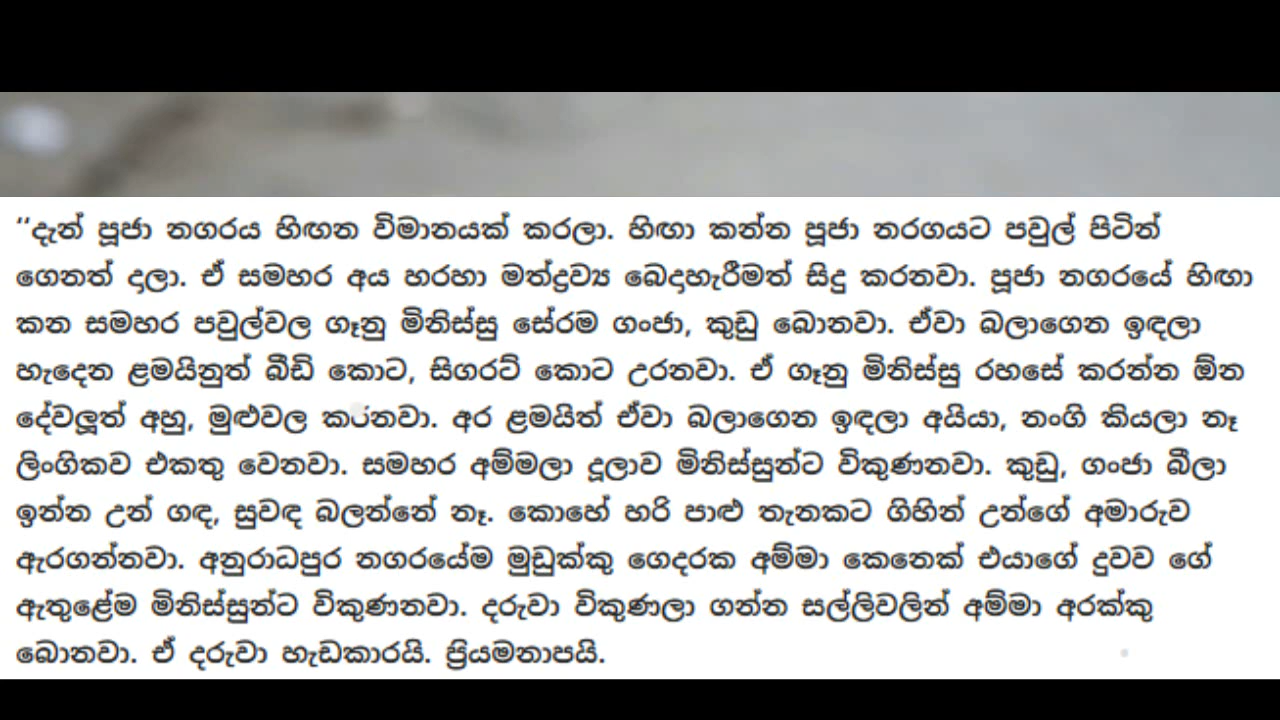 ‘‘දැන් පූජා නගරය හිඟන විමානයක් කරලා. හිඟා කන්න පූජා නරගයට පවුල් පිටින්
ගෙනත් දලා. ඒ සමහර අය හරහා මත්ද්‍රව්‍ය බෙදාහැරීමත් සිදු කරනවා. පූජා නගරයේ හිඟා
කන සමහර පවුල්වල ගෑනු මිනිස්සු සේරම ගංජා, කුඩු බොනවා. ඒවා බලාගෙන ඉඳලා
හැදෙන ළමයිනුත් බීඩි කොට, සිගරට් කොට උරනවා. ඒ ගෑනු මිනිස්සු රහසේ කරන්න ඕන
දේවලූත් අහු, මුළුවල කරනවා. අර ළමයිත් ඒවා බලාගෙන ඉඳලා අයියා, නංගි කියලා නෑ
ලිංගිකව එකතු වෙනවා. සමහර අම්මලා දූලාව මිනිස්සුන්ට විකුණනවා. කුඩු, ගංජා බීලා
ඉන්න උන් ගඳ, සුවඳ බලන්නේ නෑ. කොහේ හරි පාළු තැනකට ගිහින් උන්ගේ අමාරුව
ඇරගන්නවා. අනුරාධපුර නගරයේම මුඩුක්කු ගෙදරක අම්මා කෙනෙක් එයාගේ දුවව ගේ
ඇතුළේම මිනිස්සුන්ට විකුණනවා. දරුවා විකුණලා ගන්න සල්ලිවලින් අම්මා අරක්කු
බොනවා. ඒ දරුවා හැඩකාරයි. ප්‍රියමනාපයි.